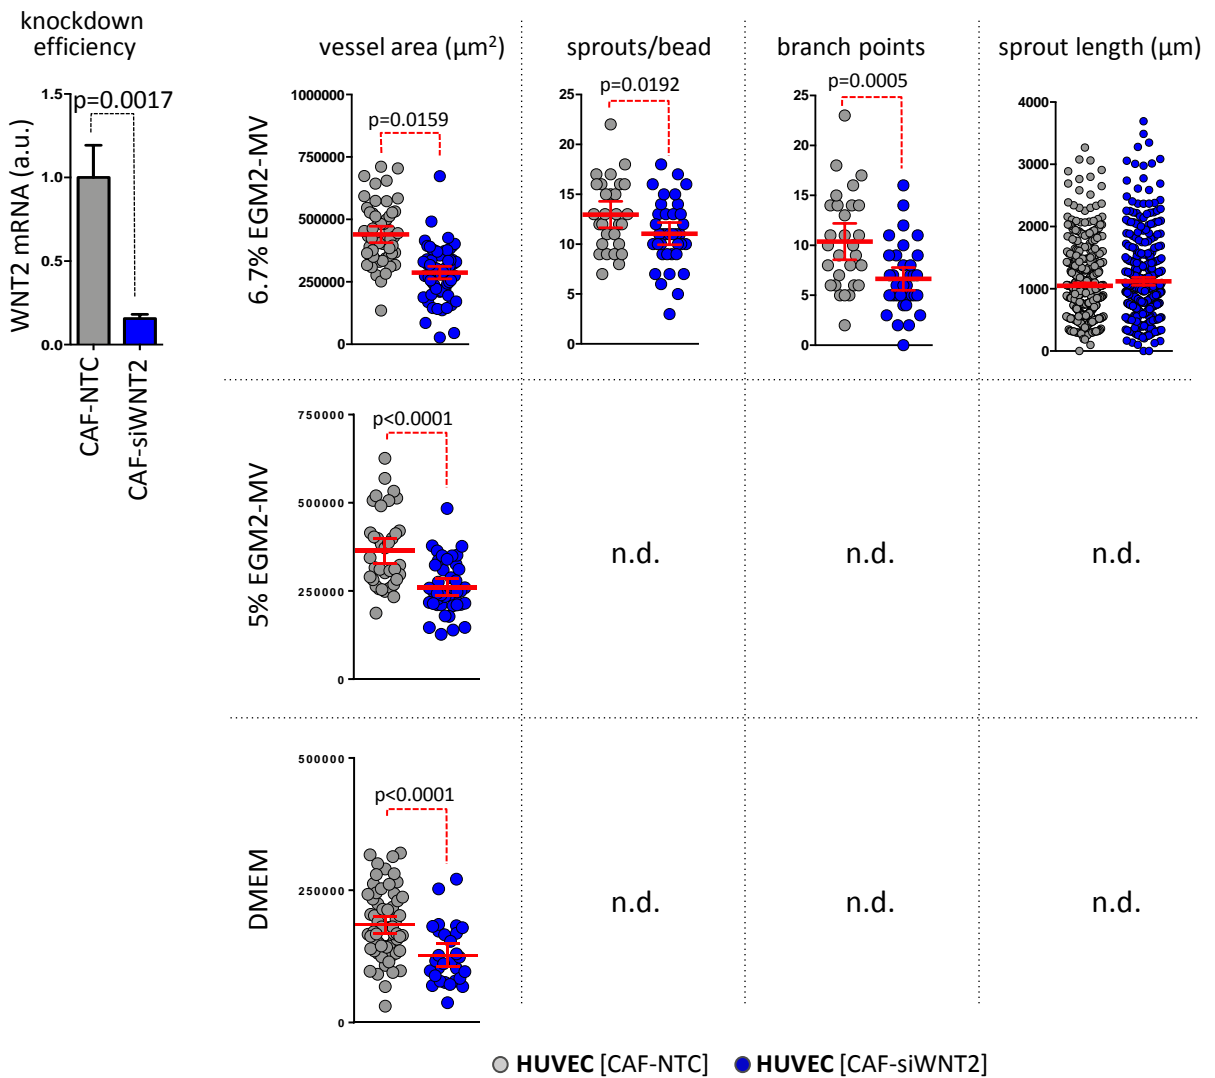 knockdown
efficiency
vessel area (µm²)
sprouts/bead
branch points
sprout length (µm)
WNT2 mRNA (a.u.)
1.5
1.0
0.5
0.0
p=0.0017
CAF-NTC
CAF-siWNT2
6.7% EGM2-MV
1000000
750000
500000
250000
0
p=0.0159
25
20
15
10
5
0
p=0.0192
25
20
15
10
5
0
p=0.0005
4000
3000
2000
1000
0
5% EGM2-MV
750000
500000
250000
0
p<0.0001
n.d.
n.d.
n.d.
DMEM
500000
250000
0
p<0.0001
n.d.
n.d.
n.d.
HUVEC [CAF-NTC]
HUVEC [CAF-siWNT2]